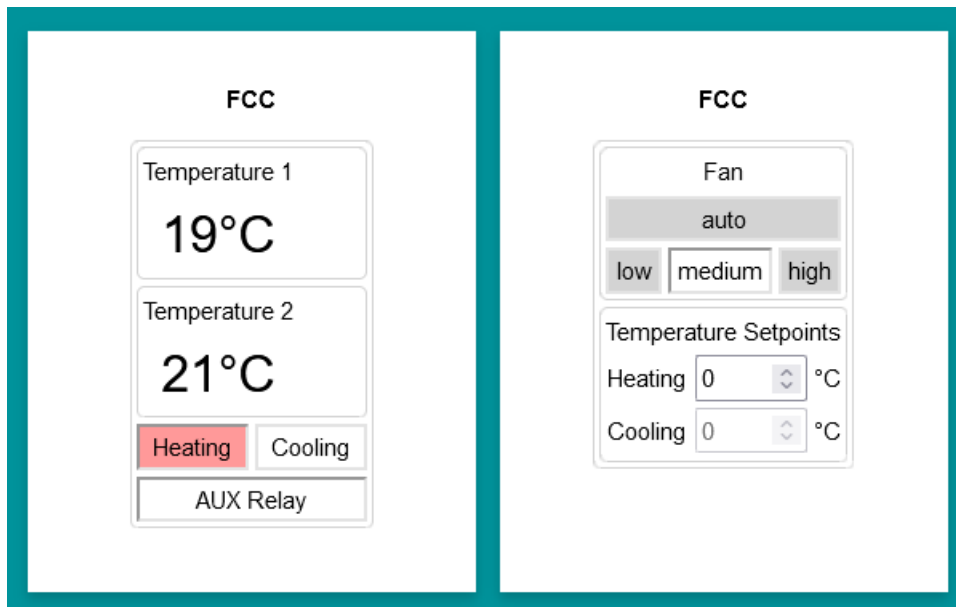 FCC
Temperature 1
19°C
Temperature 2
21°C
Heating Cooling
AUX Relay
FCC
Fan
auto
low medium high
Temperature Setpoints
Heating 0 °C
Cooling 0 °C